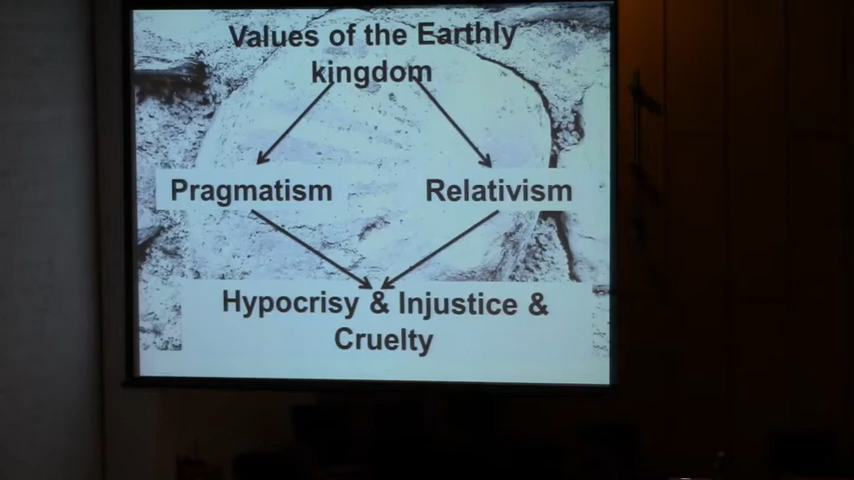 Values of the Earthly
kingdom
Pragmatism
Relativism
Hypocrisy & Injustice &
Cruelty